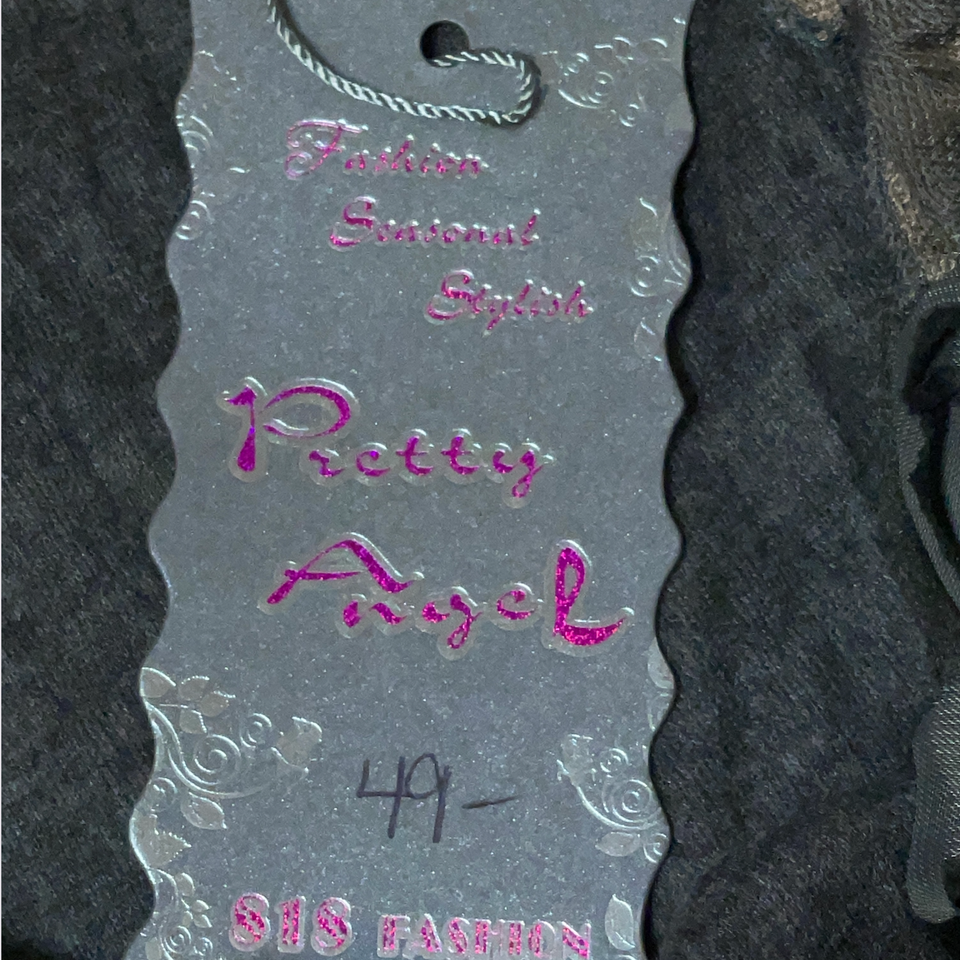 Fashion
Seasonal
Stylish
Pretty
Angel
49-
SIS FASHION